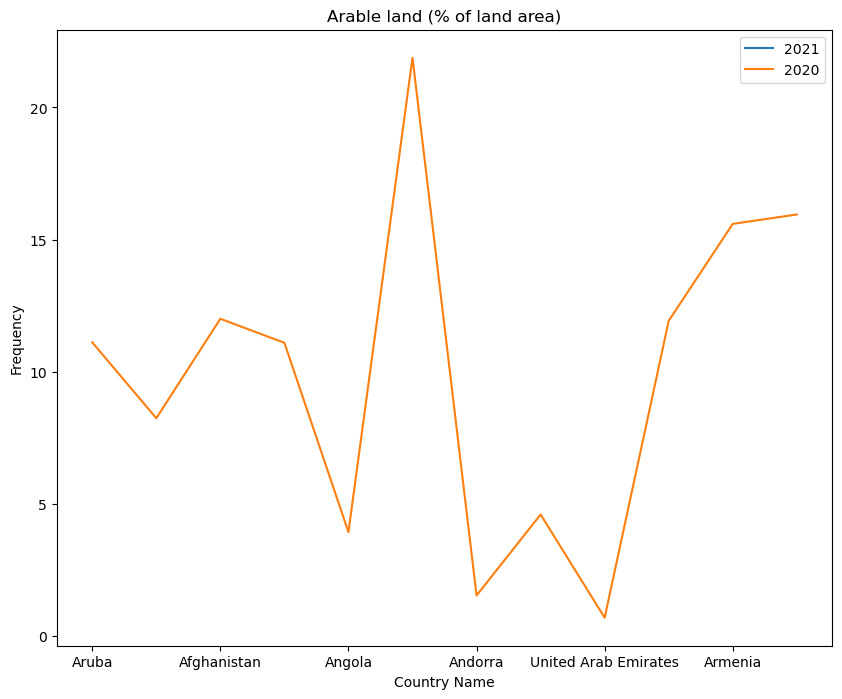 Arable land (% of land area)
2021
2020
Frequency
20
15
10
5
0
Aruba Afghanistan Angola Andorra United Arab Emirates Armenia
Country Name